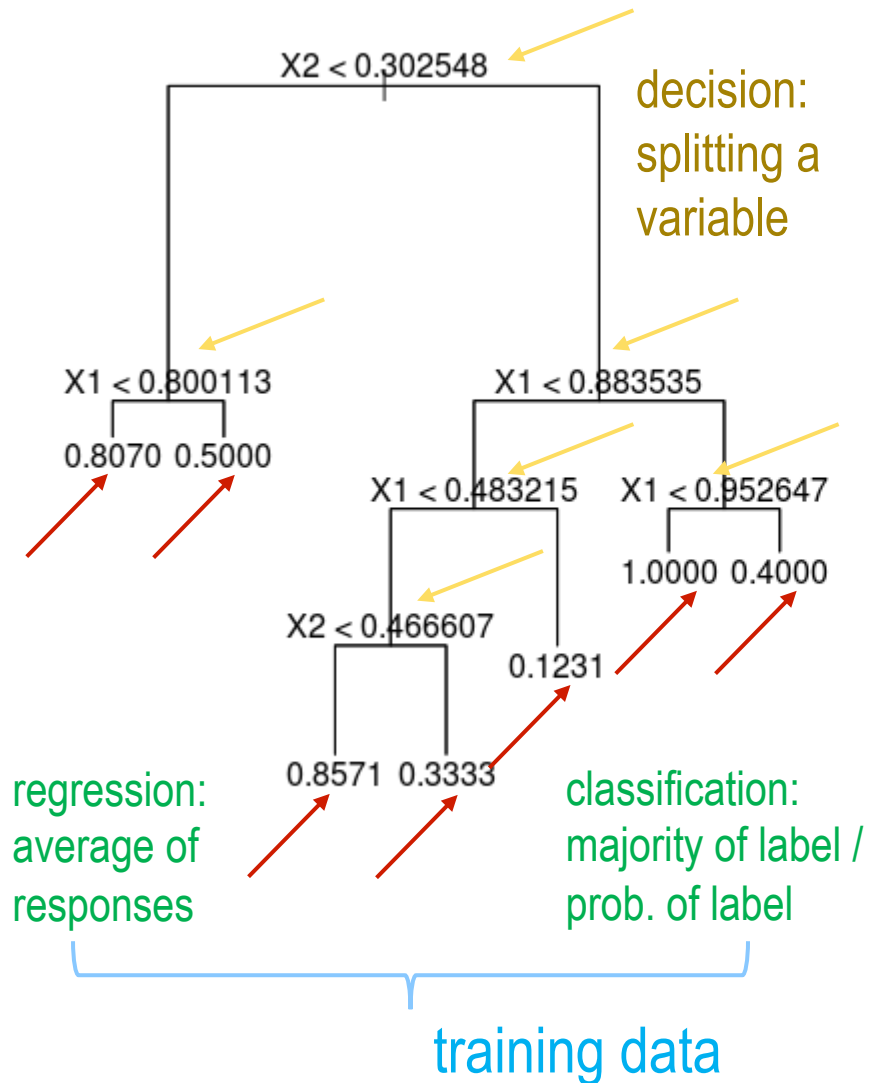 X2 < 0.302548
decision:
splitting a
variable
X1 < 0.800113
X1 < 0.883535
0.8070 0.5000
X1 < 0.483215
X1 < 0.952647
1.0000 0.4000
X2 < 0.466607
0.1231
0.8571 0.3333
regression:
average of
responses
classification:
majority of label /
prob. of label
training data